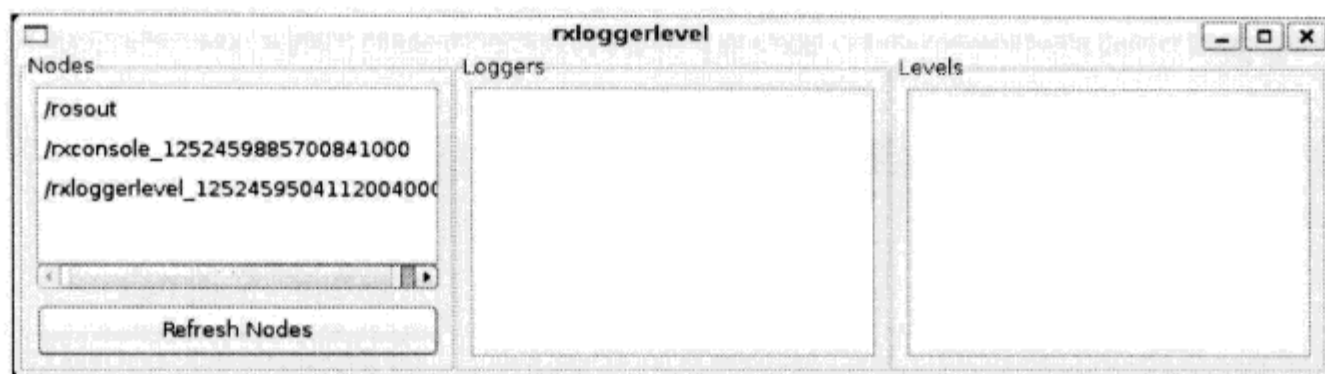 rxloggerlevel
Nodes
Loggers
Levels
/rosout
/rxconsole_1252459885700841000
/rxloggerlevel_1252459504112004000
Refresh Nodes